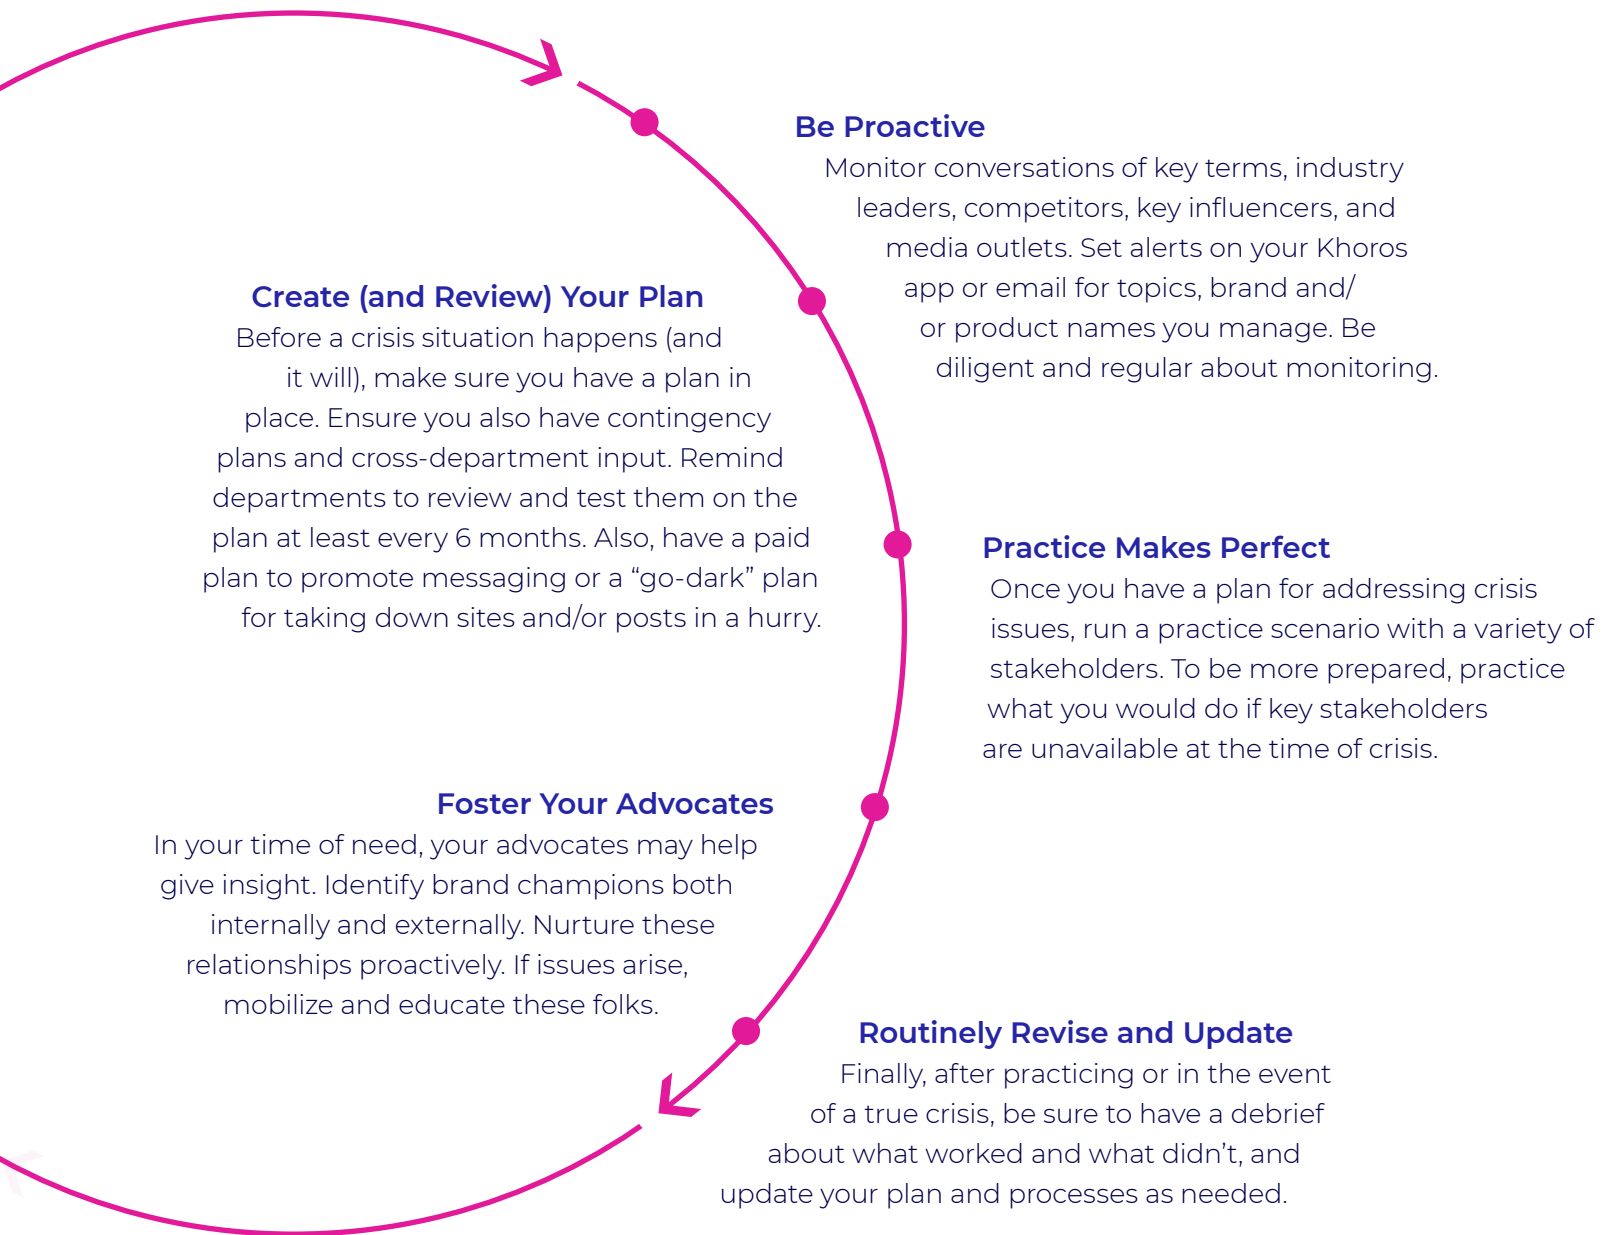 Be Proactive
Monitor conversations of key terms, industry
leaders, competitors, key influencers, and
media outlets. Set alerts on your Khoros
app or email for topics, brand and/
or product names you manage. Be
diligent and regular about monitoring.
Create (and Review) Your Plan
Before a crisis situation happens (and
it will), make sure you have a plan in
place. Ensure you also have contingency
plans and cross-department input. Remind
departments to review and test them on the
plan at least every 6 months. Also, have a paid
plan to promote messaging or a “go-dark” plan
for taking down sites and/or posts in a hurry.
Practice Makes Perfect
Once you have a plan for addressing crisis
issues, run a practice scenario with a variety of
stakeholders. To be more prepared, practice
what you would do if key stakeholders
are unavailable at the time of crisis.
Foster Your Advocates
In your time of need, your advocates may help
give insight. Identify brand champions both
internally and externally. Nurture these
relationships proactively. If issues arise,
mobilize and educate these folks.
Routinely Revise and Update
Finally, after practicing or in the event
of a true crisis, be sure to have a debrief
about what worked and what didn’t, and
update your plan and processes as needed.